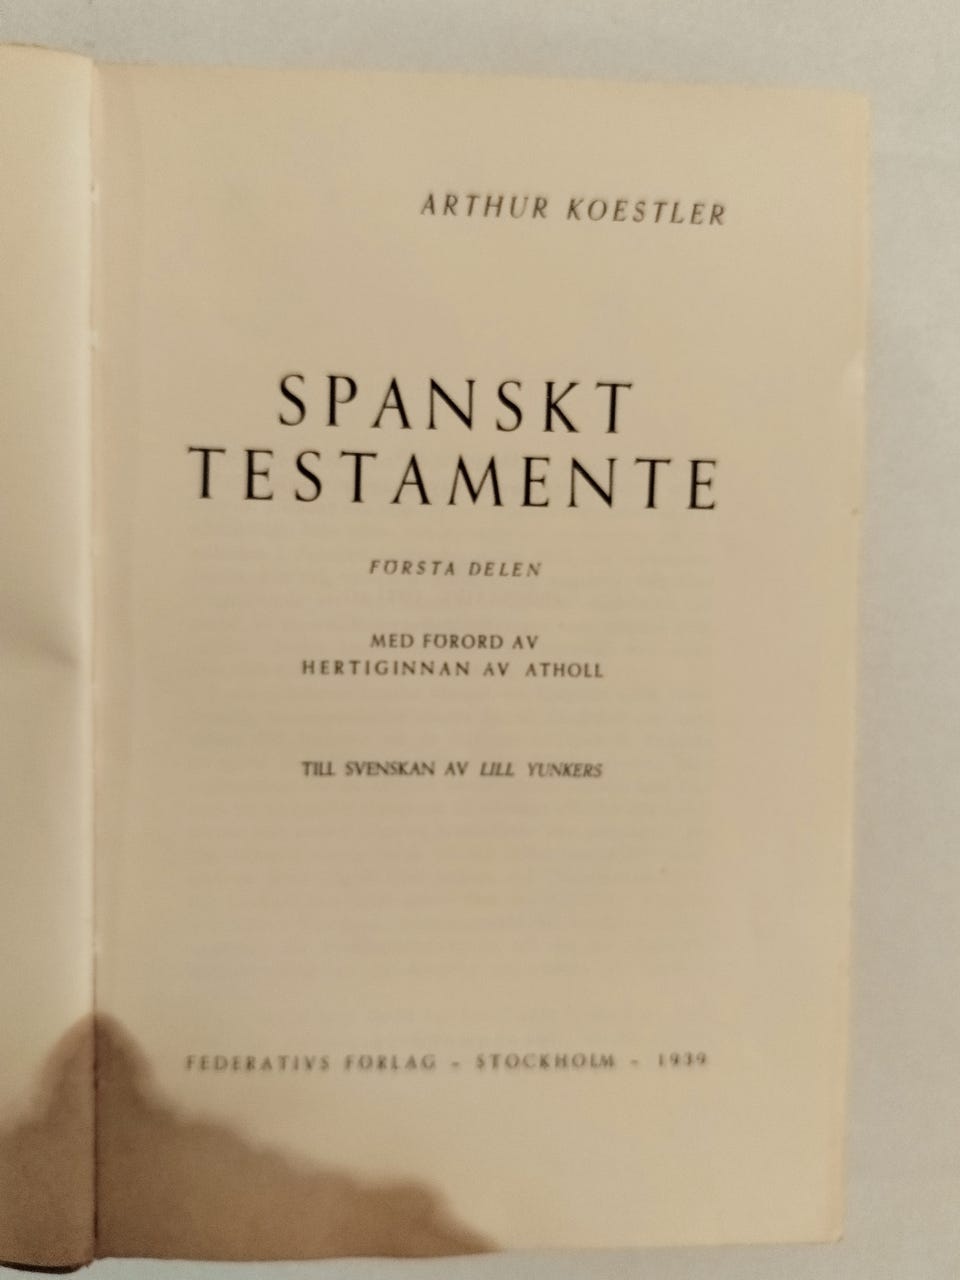 ARTHUR KOESTLER
SPANSKT
TESTAMENTE
FÖRSTA DELEN
MED FÖRORD AV
HERTIGINNAN AV ATHOLL
TILL SVENSKAN AV LILL YUNKERS
FEDERATIVS FÖRLAG - STOCKHOLM - 1939